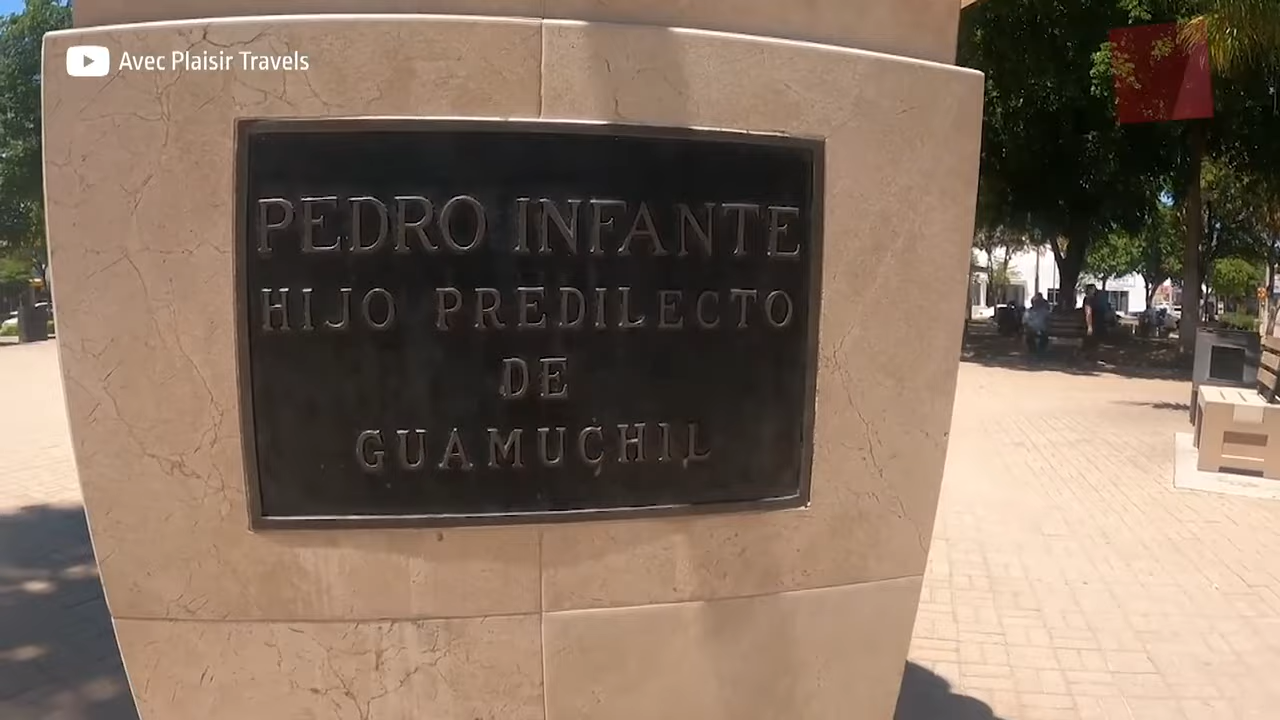 Avec Plaisir Travels
PEDRO INFANTE
HIJO PREDILECTO
DE
GUAMUCHIL